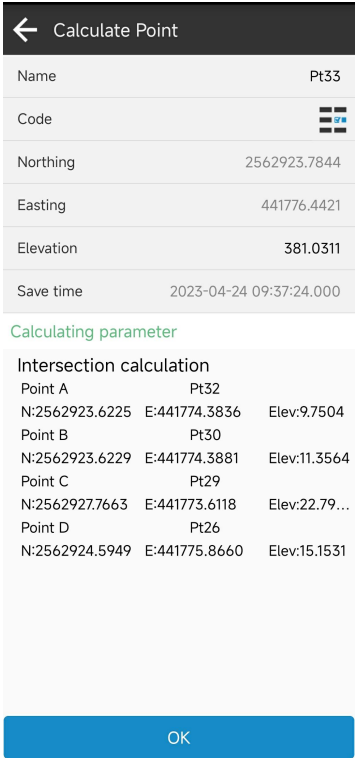 Calculate Point
Name Pt33
Code
Northing 2562923.7844
Easting 441776.4421
Elevation 381.0311
Save time 2023-04-24 09:37:24.000
Calculating parameter
Intersection calculation
Point A Pt32
N:2562923.6225 E:441774.3836 Elev:9.7504
Point B Pt30
N:2562923.6229 E:441774.3881 Elev:11.3564
Point C Pt29
N:2562927.7663 E:441773.6118 Elev:22.79...
Point D Pt26
N:2562924.5949 E:441775.8660 Elev:15.1531
OK